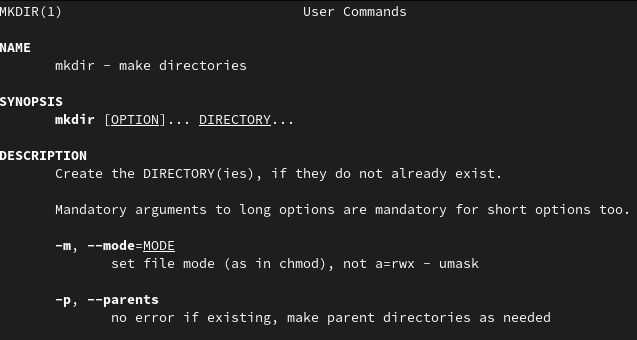 MKDIR(1) User Commands
NAME
mkdir - make directories
SYNOPSIS
mkdir [OPTION]... DIRECTORY...
DESCRIPTION
Create the DIRECTORY(ies), if they do not already exist.
Mandatory arguments to long options are mandatory for short options too.
-m, --mode=MODE
set file mode (as in chmod), not a=rwx - umask
-p, --parents
no error if existing, make parent directories as needed